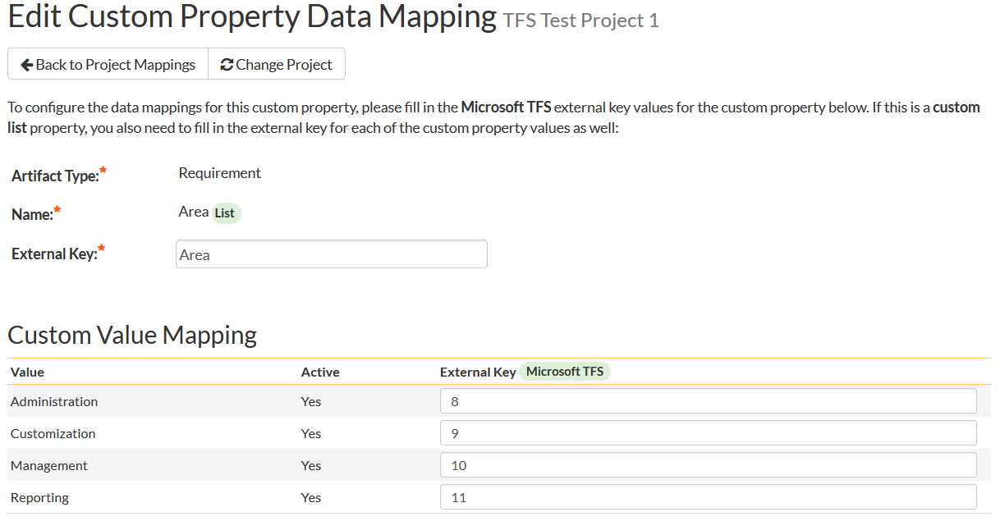 Edit Custom Property Data Mapping TFS Test Project 1
Back to Project Mappings Change Project
To configure the data mappings for this custom property, please fill in the Microsoft TFS external key values for the custom property below. If this is a custom
list property, you also need to fill in the external key for each of the custom property values as well:
Artifact Type:* Requirement
Name:* Area List
External Key:* Area
Custom Value Mapping
Value Active External Key Microsoft TFS
Administration Yes 8
Customization Yes 9
Management Yes 10
Reporting Yes 11